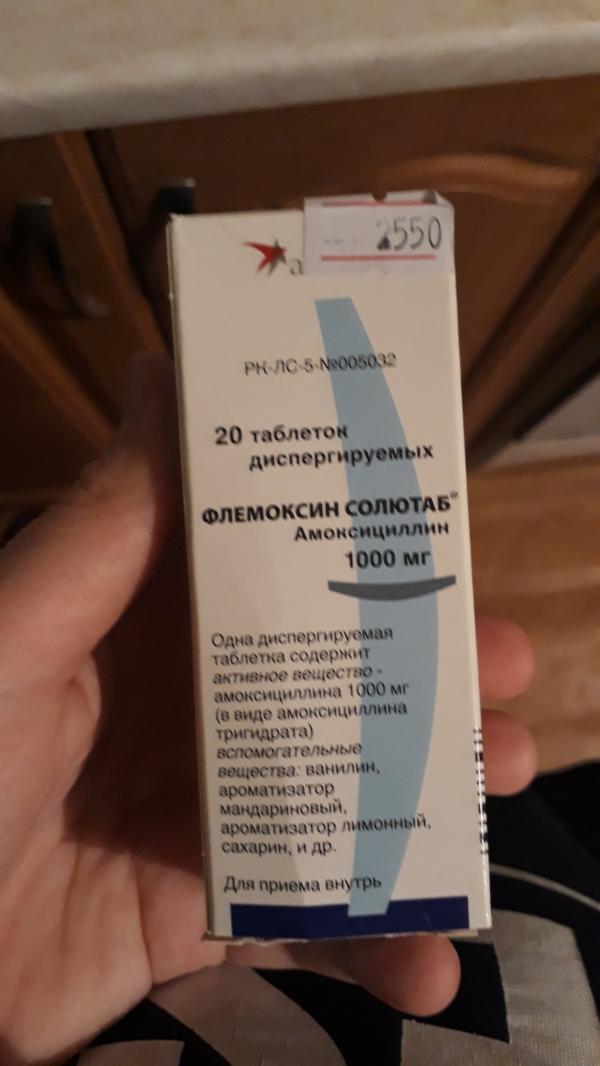 2550
РК-ЛС-5-№005032
20 таблеток
диспергируемых
ФЛЕМОКСИН СОЛЮТАБ®
Амоксициллин
1000 мг
Одна диспергируемая
таблетка содержит
активное вещество -
амоксициллина 1000 мг
(в виде амоксициллина
тригидрата)
вспомогательные
вещества: ванилин,
ароматизатор
мандариновый,
ароматизатор лимонный,
сахарин, и др.
Для приема внутрь